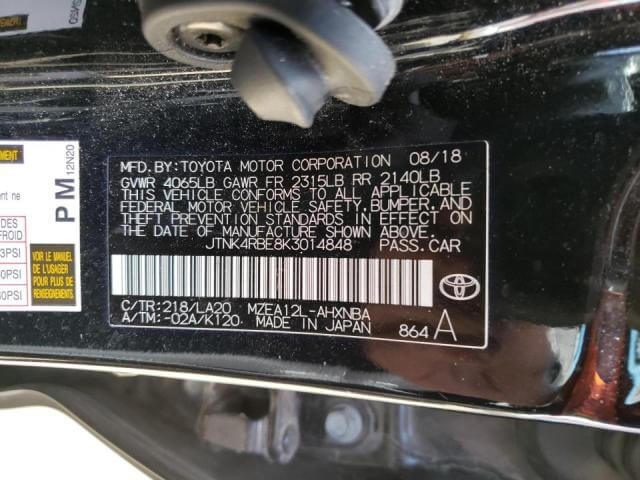 MFD.BY:TOYOTA MOTOR CORPORATION 08/18
GVWR 4065LB GAWR FR 2315LB RR 2140LB
THIS VEHICLE CONFORMS TO ALL APPLICABLE
FEDERAL MOTOR VEHICLE SAFETY,BUMPER,AND
THEFT PREVENTION STANDARDS IN EFFECT ON
THE DATE OF MANUFACTURE SHOWN ABOVE.
JTNK4RBE8K3014848 PASS.CAR
C/TR:218/LA20 MZEA12L-AHXNBA
A/TM:-02A/K120 MADE IN JAPAN 864 A
TOYOTA
PM 12N20
VOIR LE MANUEL
DE L'USAGER
POUR PLUS DE